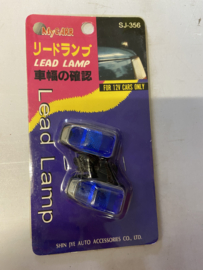 SJ-356
リードランプ
LEAD LAMP
車幅の確認
FOR 12V CARS ONLY
Lead Lamp
SHIN JYI AUTO ACCESSORIES CO., LTD.